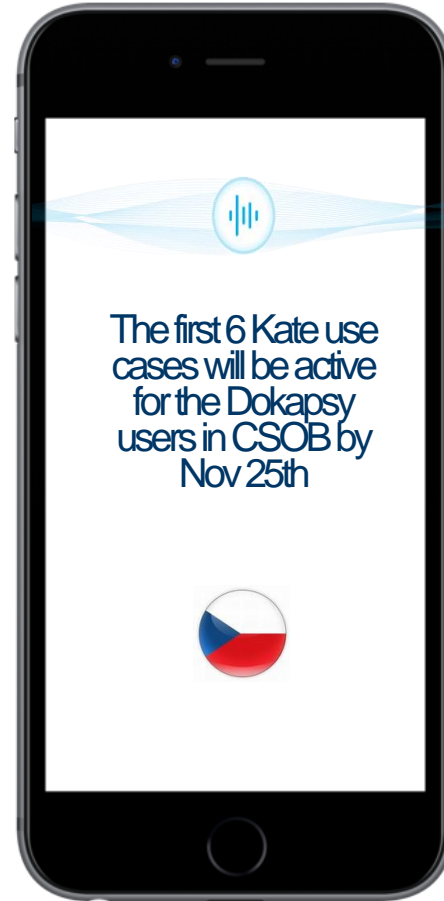 The first 6 Kate use
cases will be active
for the Dokapsy
users in CSOB by
Nov 25th